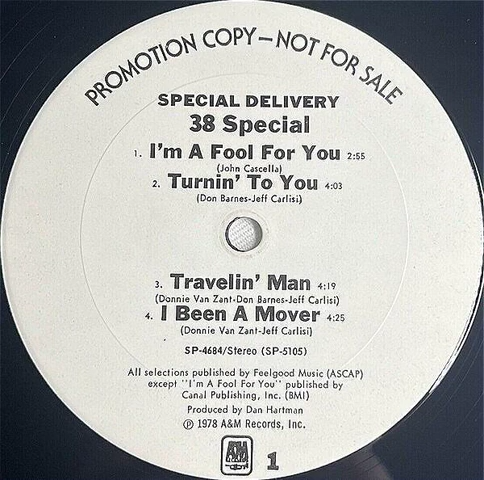 PROMOTION COPY—NOT FOR SALE
SPECIAL DELIVERY
38 Special
1. I'm A Fool For You 2:55
(John Cascella)
2. Turnin' To You 4:03
(Don Barnes-Jeff Carlisi)
3. Travelin' Man 4:19
(Donnie Van Zant-Don Barnes-Jeff Carlisi)
4. I Been A Mover 4:25
(Donnie Van Zant-Jeff Carlisi)
SP-4684/Stereo (SP-5105)
All selections published by Feelgood Music (ASCAP)
except "I'm A Fool For You" published by
Canal Publishing, Inc. (BMI)
Produced by Dan Hartman
℗ 1978 A&M Records, Inc.
A&M
1